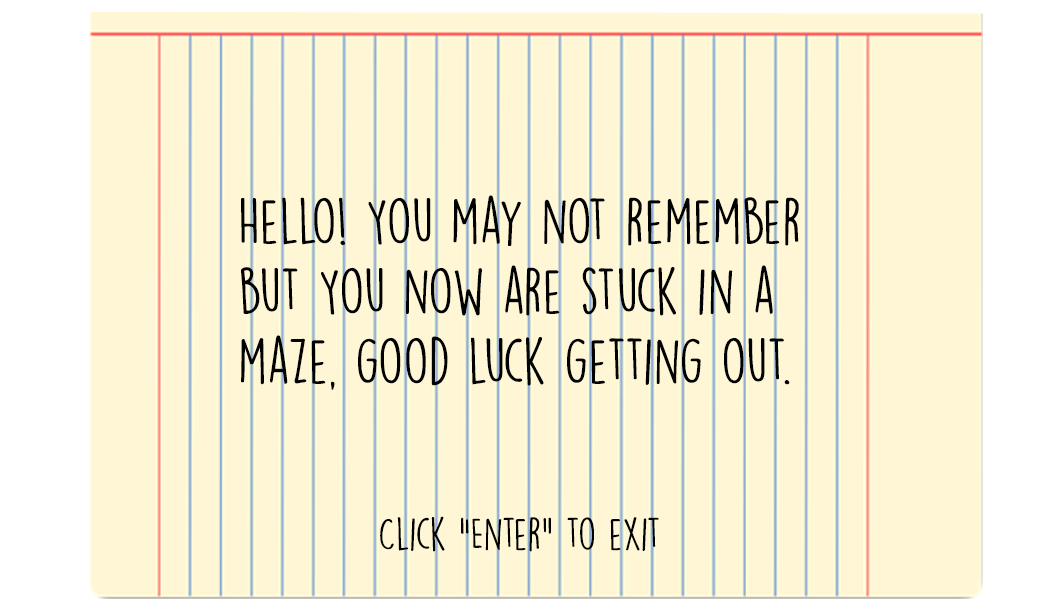 HELLO! YOU MAY NOT REMEMBER
BUT YOU NOW ARE STUCK IN A
MAZE, GOOD LUCK GETTING OUT.
CLICK "ENTER" TO EXIT